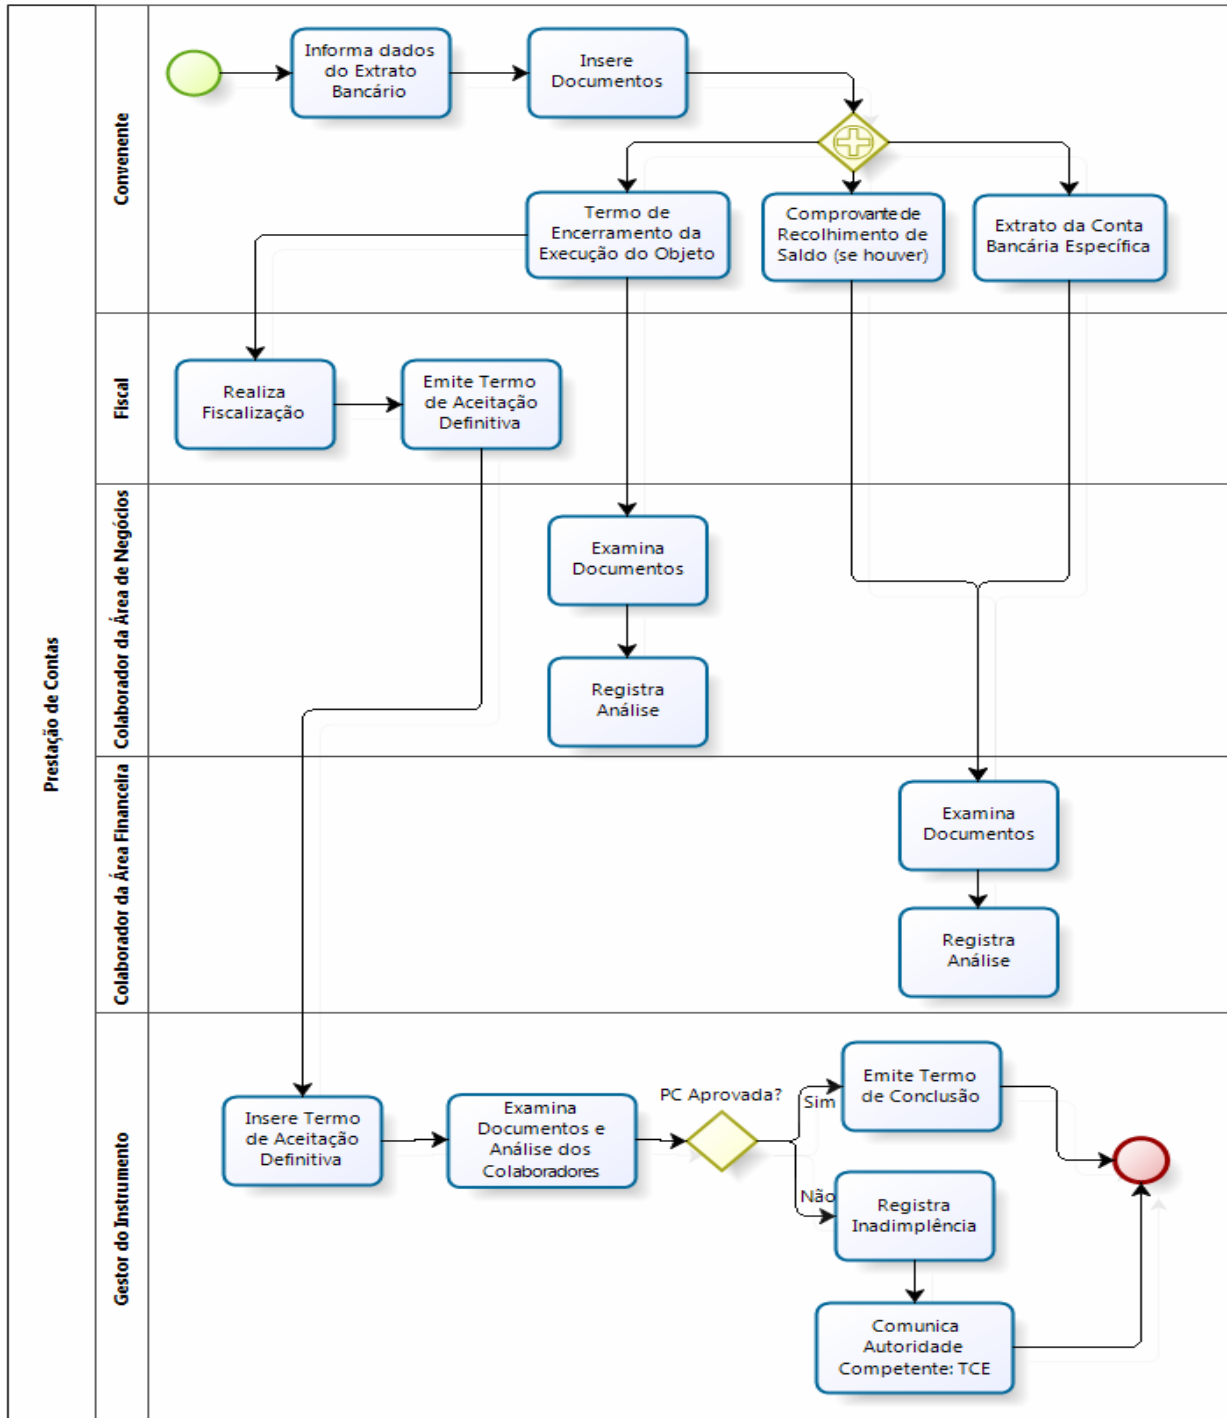 Prestação de Contas
Convenente
Informa dados
do Extrato
Bancário
Insere
Documentos
Termo de
Encerramento da
Execução do Objeto
Comprovante de
Recolhimento de
Saldo (se houver)
Extrato da Conta
Bancária Específica
Fiscal
Realiza
Fiscalização
Emite Termo
de Aceitação
Definitiva
Colaborador da Área de Negócios
Examina
Documentos
Registra
Análise
Colaborador da Área Financeira
Examina
Documentos
Registra
Análise
Gestor do Instrumento
Insere Termo
de Aceitação
Definitiva
Examina
Documentos e
Análise dos
Colaboradores
PC Aprovada?
Sim
Emite Termo
de Conclusão
Não
Registra
Inadimplência
Comunica
Autoridade
Competente: TCE